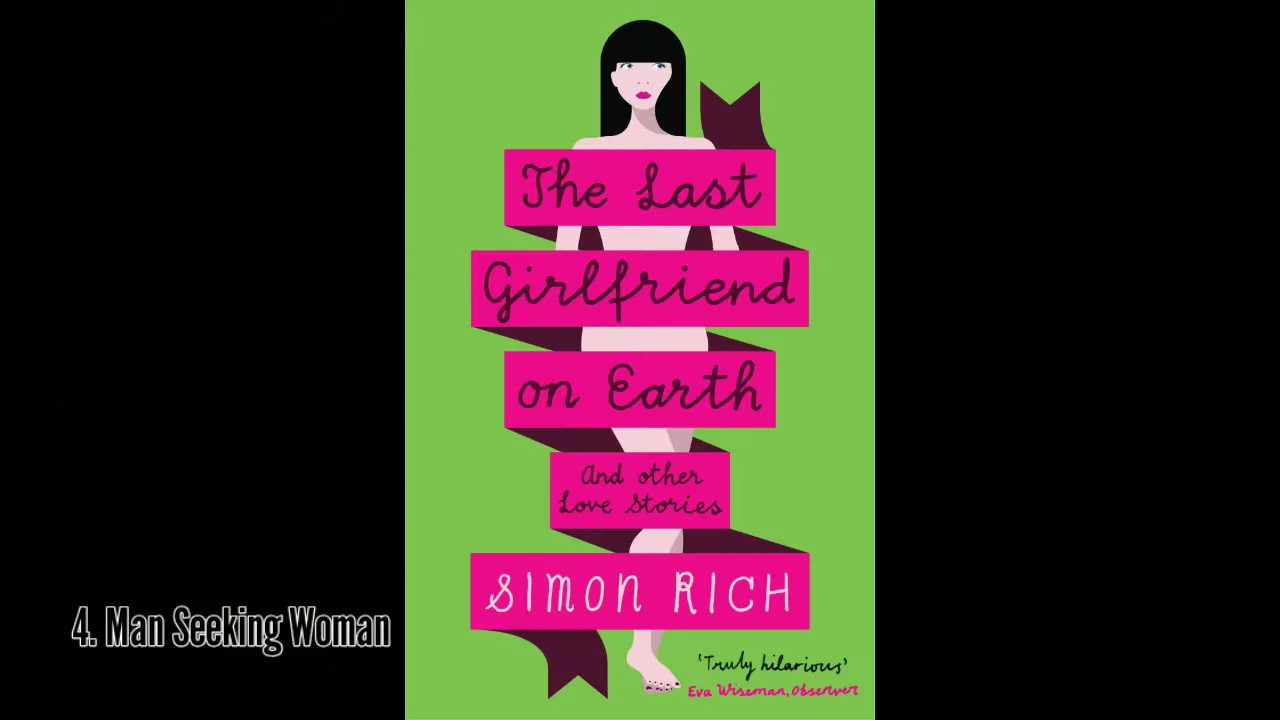 The Last
Girlfriend
on Earth
And other
Love Stories
SIMON RICH
'Truly hilarious'
Eva Wiseman, Observer
4. Man Seeking Woman